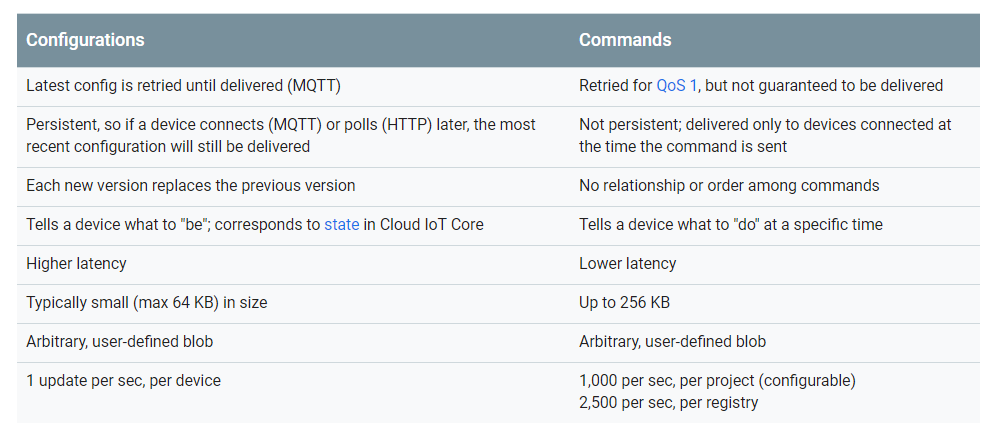 Configurations Commands
Latest config is retried until delivered (MQTT) Retried for QoS 1, but not guaranteed to be delivered
Persistent, so if a device connects (MQTT) or polls (HTTP) later, the most
recent configuration will still be delivered
Not persistent; delivered only to devices connected at
the time the command is sent
Each new version replaces the previous version No relationship or order among commands
Tells a device what to "be"; corresponds to state in Cloud IoT Core Tells a device what to "do" at a specific time
Higher latency Lower latency
Typically small (max 64 KB) in size Up to 256 KB
Arbitrary, user-defined blob Arbitrary, user-defined blob
1 update per sec, per device 1,000 per sec, per project (configurable)
2,500 per sec, per registry